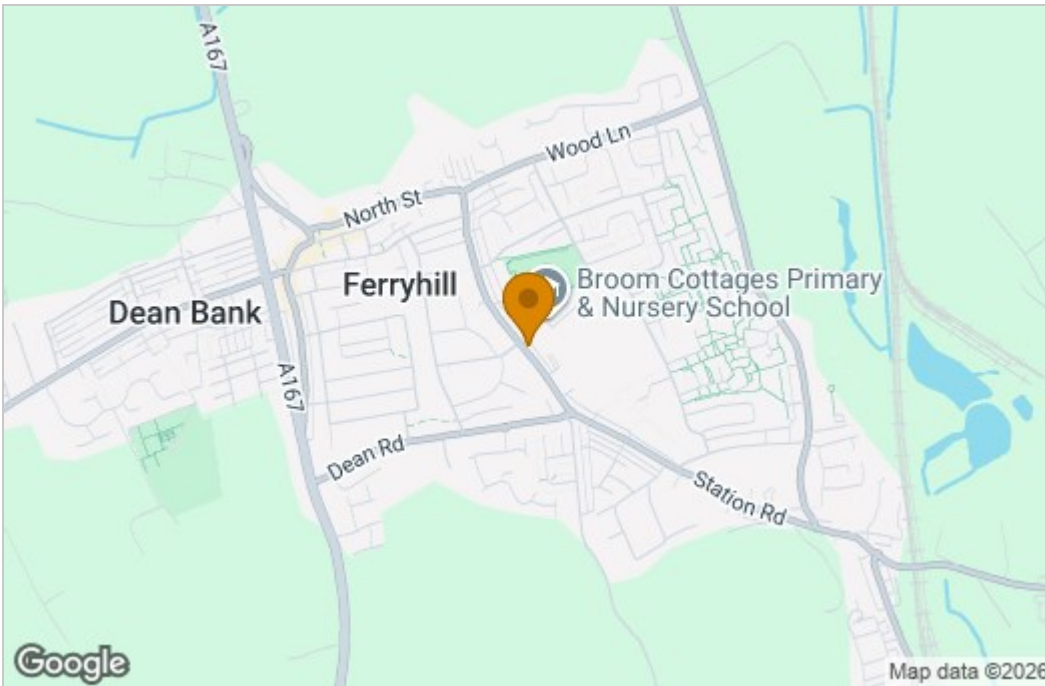 A167
Wood Ln
North St
Ferryhill
Broom Cottages Primary
& Nursery School
Dean Bank
A167
Dean Rd
Station Rd
Google
Map data ©2026